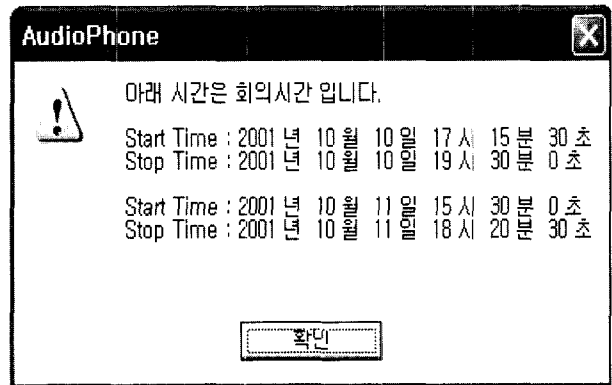 AudioPhone
아래 시간은 회의시간 입니다.
Start Time : 2001 년 10 월 10 일 17 시 15 분 30 초
Stop Time : 2001 년 10 월 10 일 19 시 30 분 0 초
Start Time : 2001 년 10 월 11 일 15 시 30 분 0 초
Stop Time : 2001 년 10 월 11 일 18 시 20 분 30 초
확인